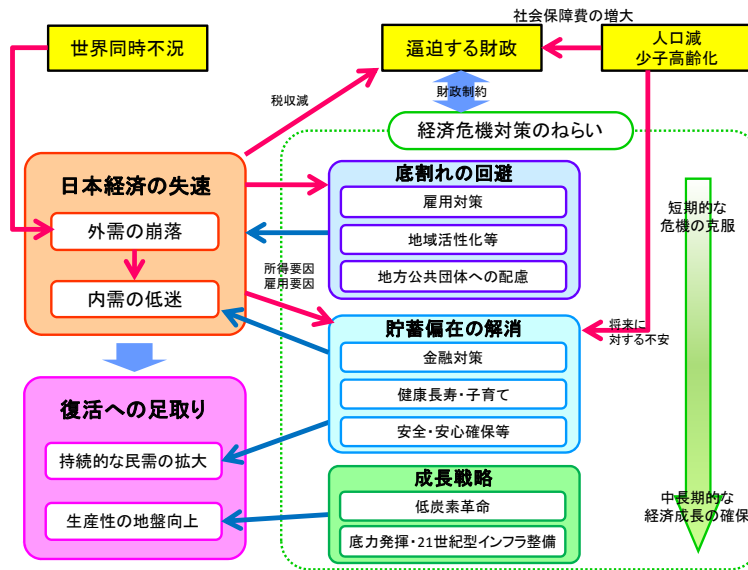 社会保障費の増大
世界同時不況
逼迫する財政
人口減
少子高齢化
税収減
財政制約
経済危機対策のねらい
日本経済の失速
外需の崩落
内需の低迷
底割れの回避
雇用対策
地域活性化等
地方公共団体への配慮
短期的な
危機の克服
所得要因
雇用要因
貯蓄偏在の解消
金融対策
健康長寿・子育て
安全・安心確保等
将来に
対する不安
復活への足取り
持続的な民需の拡大
生産性の地盤向上
成長戦略
低炭素革命
底力発揮・21世紀型インフラ整備
中長期的な
経済成長の確保